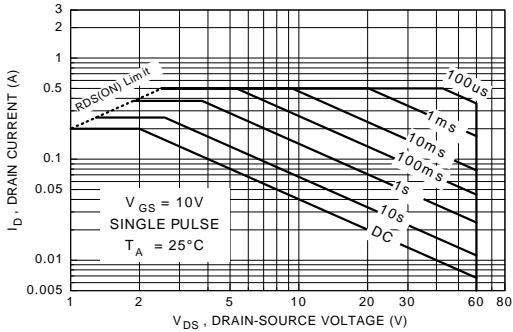 3
2
1
0.5
0.1
0.05
0.01
0.005
1
2
5
10
20
30
60
80
I D, DRAIN CURRENT (A)
V DS , DRAIN-SOURCE VOLTAGE (V)
RDS(ON) Limit
100us
1ms
10ms
100ms
1s
10s
DC
V GS = 10V
SINGLE PULSE
T A = 25°C